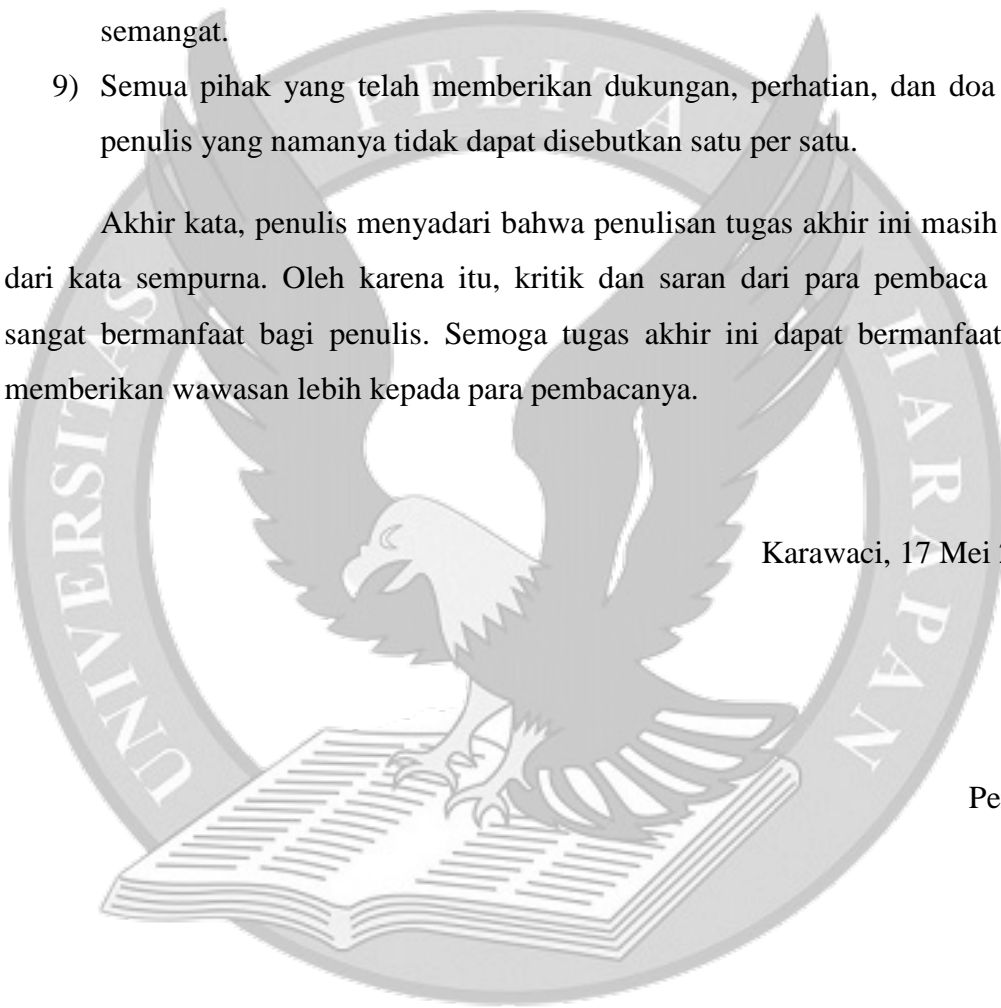 semangat.
9) Semua pihak yang telah memberikan dukungan, perhatian, dan doa
penulis yang namanya tidak dapat disebutkan satu per satu.
Akhir kata, penulis menyadari bahwa penulisan tugas akhir ini masih
dari kata sempurna. Oleh karena itu, kritik dan saran dari para pembaca
sangat bermanfaat bagi penulis. Semoga tugas akhir ini dapat bermanfaat
memberikan wawasan lebih kepada para pembacanya.
Karawaci, 17 Mei
Pe
UNIVERSITAS PELITA HARAPAN